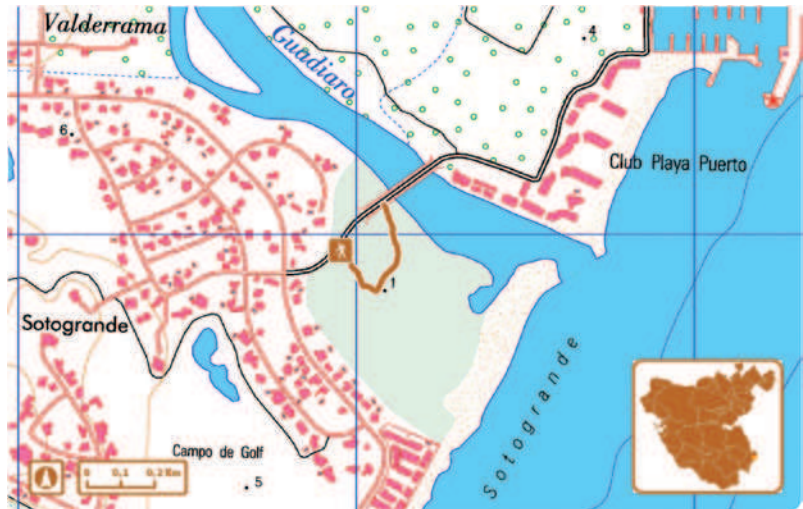 Valderrama
Guadiaro
4
6
Club Playa Puerto
1
Sotogrande
Sotogrande
Campo de Golf
5
0 0,1 0,2 Km